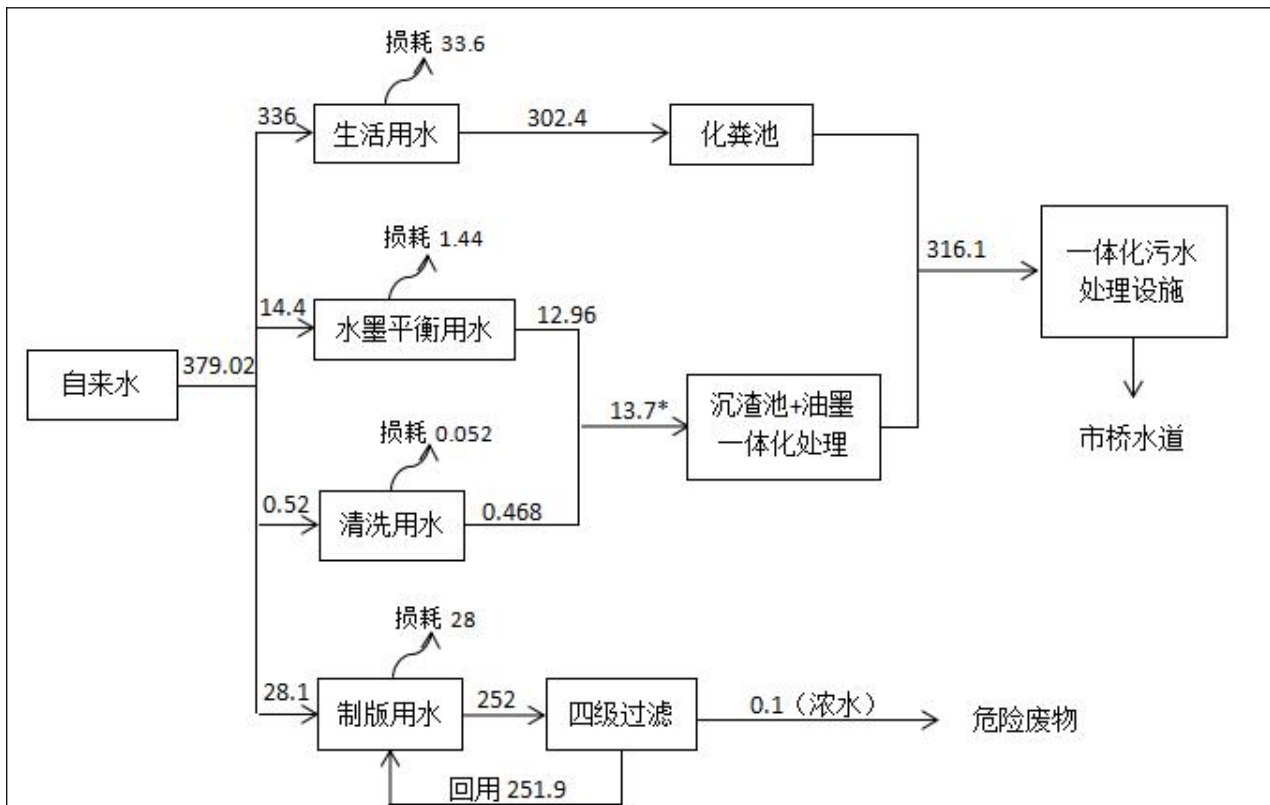 损耗 33.6
336
生活用水
302.4
化粪池
316.1
一体化污水
处理设施
市桥水道
损耗 1.44
14.4
水墨平衡用水
12.96
自来水
379.02
13.7*
沉渣池+油墨
一体化处理
损耗 0.052
0.52
清洗用水
0.468
损耗 28
28.1
制版用水
252
四级过滤
0.1（浓水）
危险废物
回用 251.9